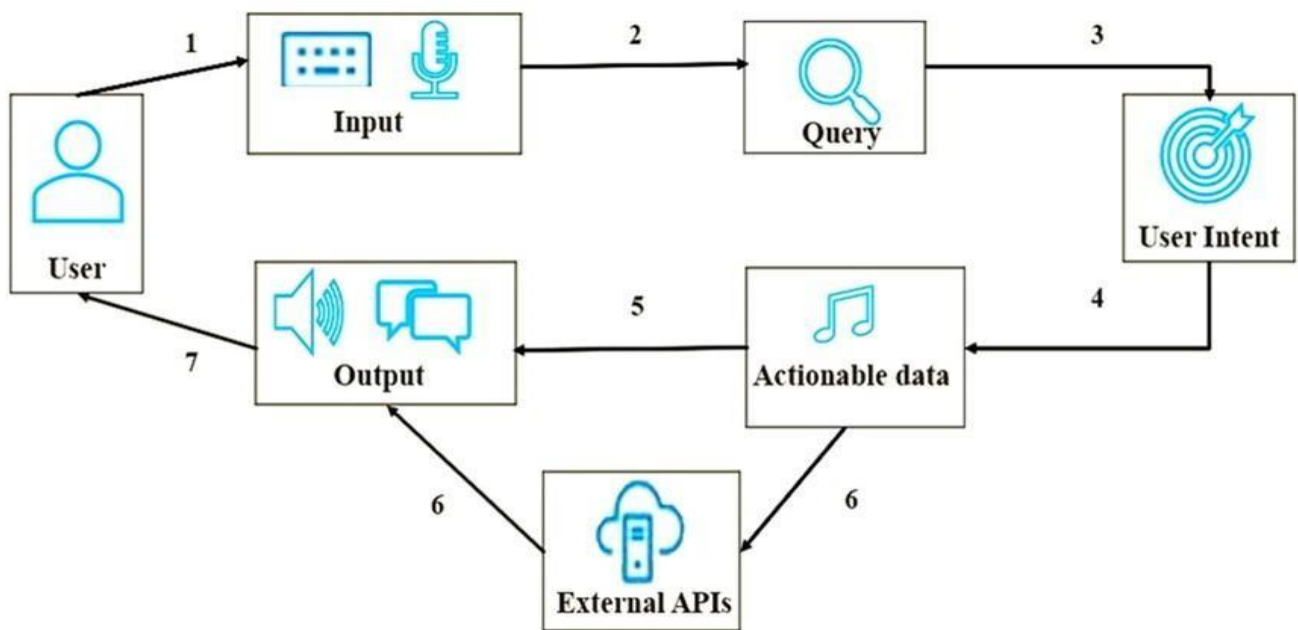 1
2
3
Input
Query
User
User Intent
4
5
7
Output
Actionable data
6
6
External APIs